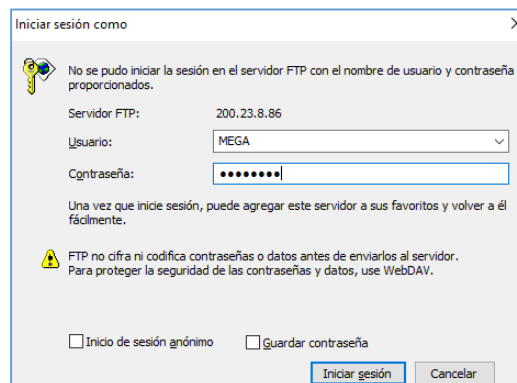 Iniciar sesión como
No se pudo iniciar la sesión en el servidor FTP con el nombre de usuario y contraseña
proporcionados.
Servidor FTP: 200.23.8.86
Usuario: MEGA
Contraseña: ••••••••
Una vez que inicie sesión, puede agregar este servidor a sus favoritos y volver a él
fácilmente.
FTP no cifra ni codifica contraseñas o datos antes de enviarlos al servidor.
Para proteger la seguridad de las contraseñas y datos, use WebDAV.
Inicio de sesión anónimo Guardar contraseña
Iniciar sesión Cancelar